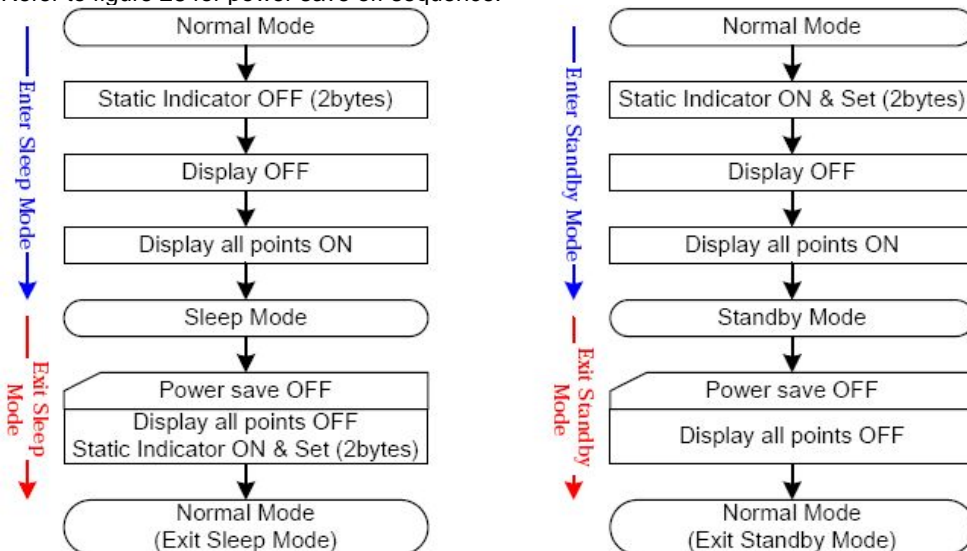 Refer to figure 28 for power save off sequence.
Normal Mode
Static Indicator OFF (2bytes)
Display OFF
Display all points ON
Sleep Mode
Power save OFF
Display all points OFF
Static Indicator ON & Set (2bytes)
Normal Mode
(Exit Sleep Mode)
Enter Sleep Mode
Exit Sleep
Mode
Normal Mode
Static Indicator ON & Set (2bytes)
Display OFF
Display all points ON
Standby Mode
Power save OFF
Display all points OFF
Normal Mode
(Exit Standby Mode)
Enter Standby Mode
Exit Standby
Mode